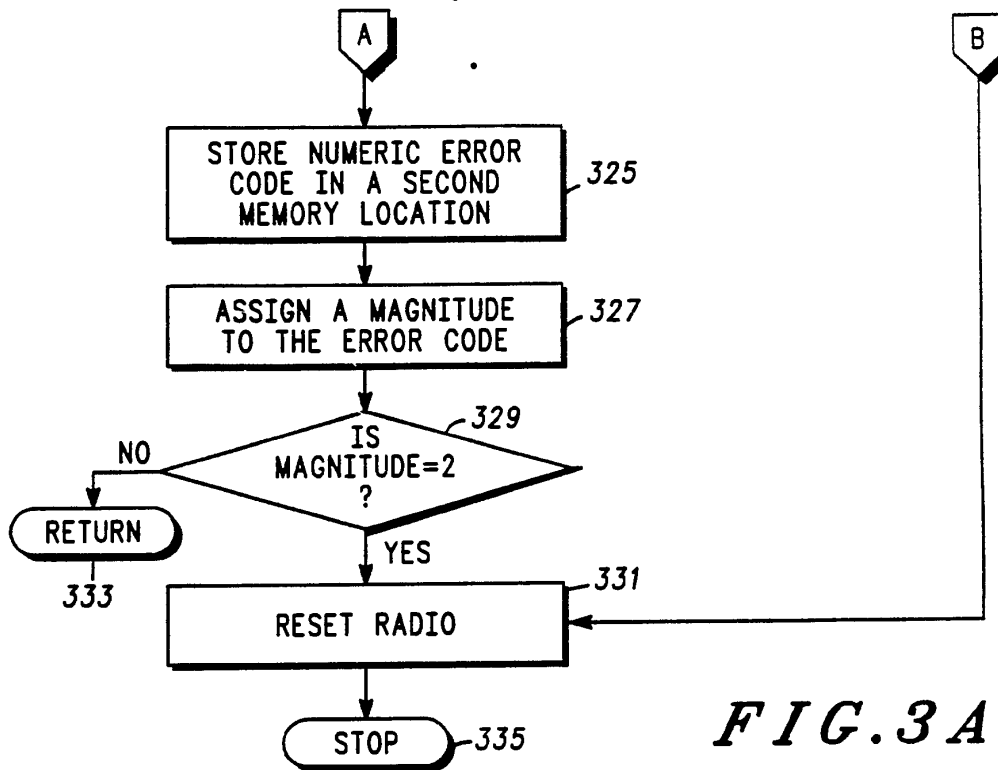 A
B
STORE NUMERIC ERROR
CODE IN A SECOND
MEMORY LOCATION
325
ASSIGN A MAGNITUDE
TO THE ERROR CODE
327
329
IS
MAGNITUDE=2
?
NO
RETURN
333
YES
331
RESET RADIO
STOP
335
FIG.3A